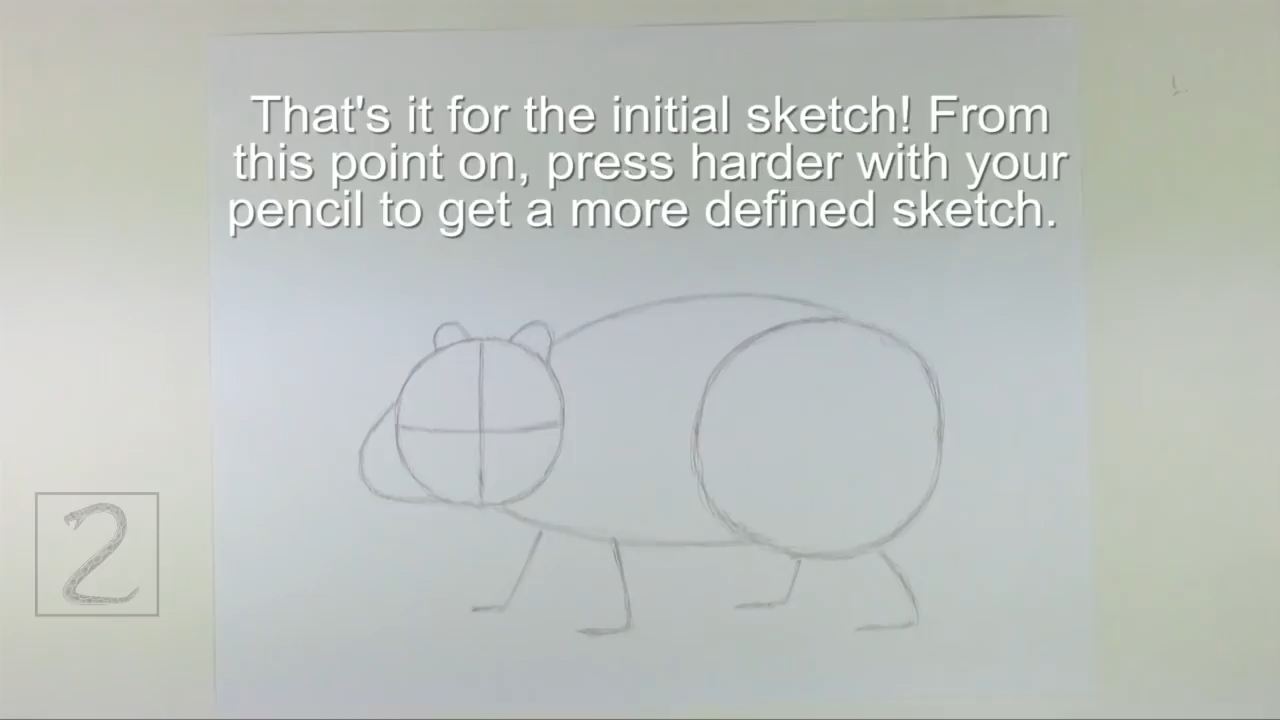 That's it for the initial sketch! From
this point on, press harder with your
pencil to get a more defined sketch.
2